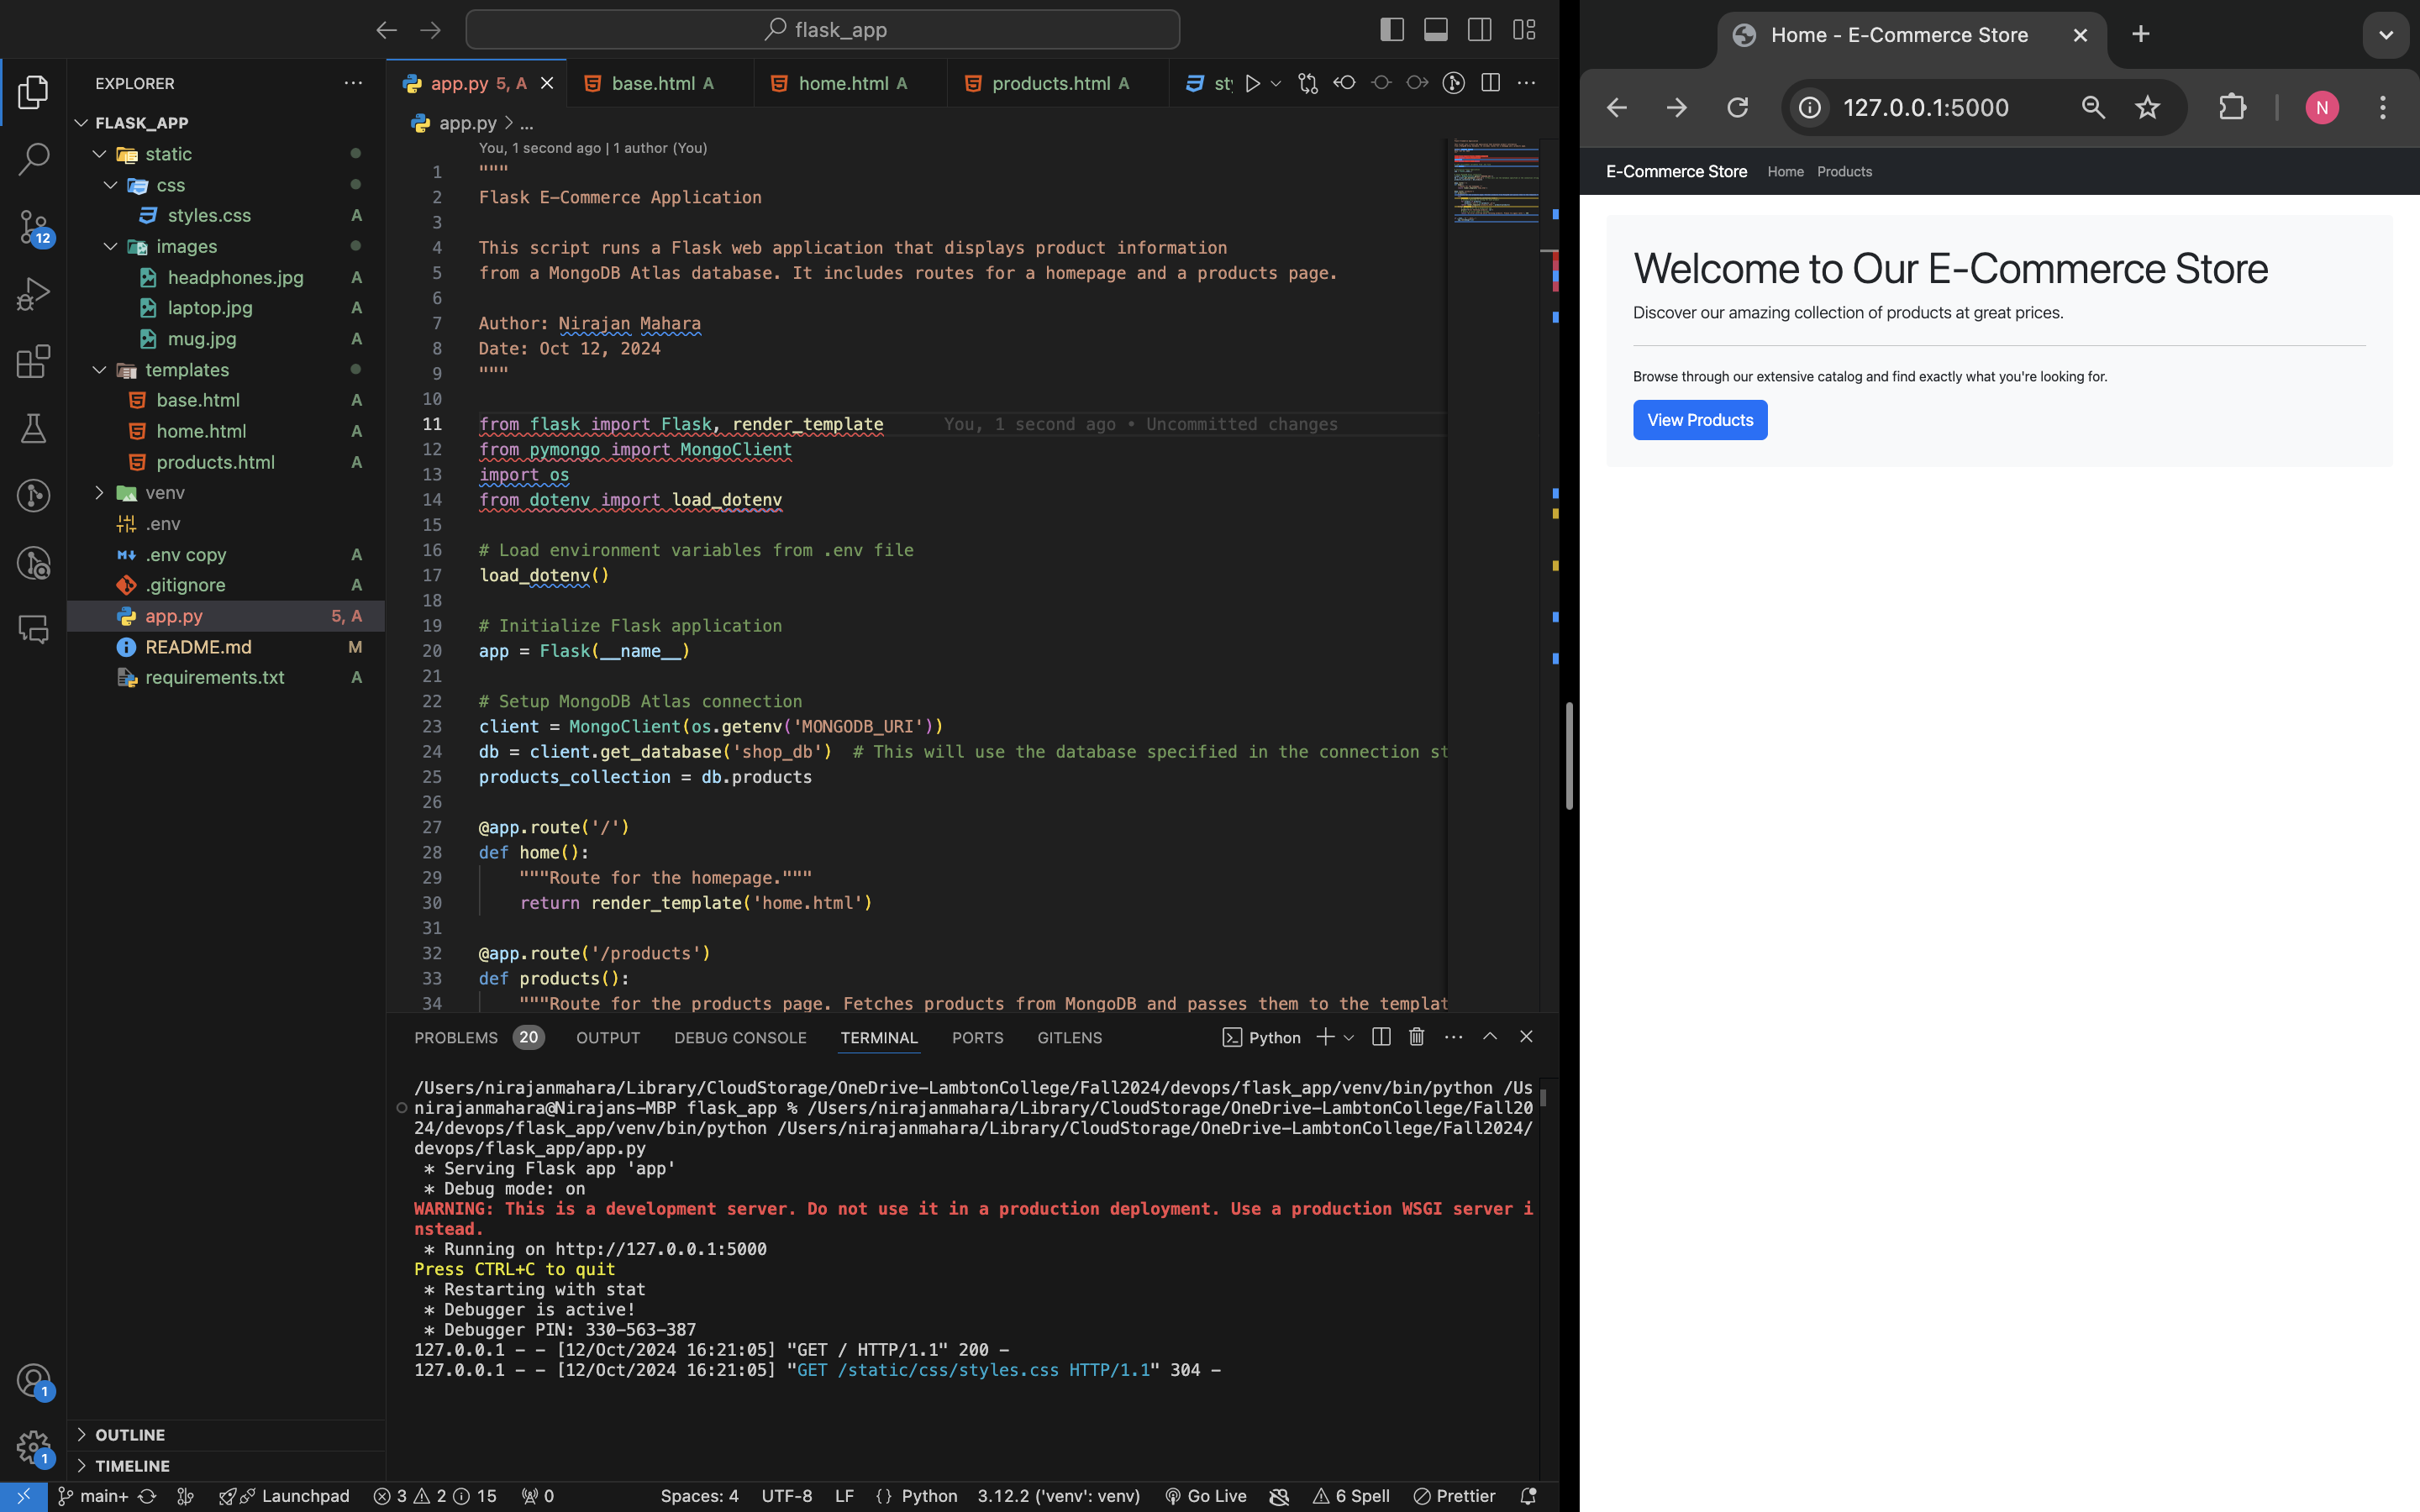 flask_app
EXPLORER
FLASK_APP
static
css
styles.css A
images
headphones.jpg A
laptop.jpg A
mug.jpg A
templates
base.html A
home.html A
products.html A
venv
.env
.env copy A
.gitignore A
app.py 5, A
README.md M
requirements.txt A
OUTLINE
TIMELINE
12
1
1
app.py 5, A
base.html A
home.html A
products.html A
app.py > ...
You, 1 second ago | 1 author (You)
1 """
2 Flask E-Commerce Application
3
4 This script runs a Flask web application that displays product information
5 from a MongoDB Atlas database. It includes routes for a homepage and a products page.
6
7 Author: Nirajan Mahara
8 Date: Oct 12, 2024
9 """
10
11 from flask import Flask, render_template You, 1 second ago • Uncommitted changes
12 from pymongo import MongoClient
13 import os
14 from dotenv import load_dotenv
15
16 # Load environment variables from .env file
17 load_dotenv()
18
19 # Initialize Flask application
20 app = Flask(__name__)
21
22 # Setup MongoDB Atlas connection
23 client = MongoClient(os.getenv('MONGODB_URI'))
24 db = client.get_database('shop_db')  # This will use the database specified in the connection st
25 products_collection = db.products
26
27 @app.route('/')
28 def home():
29     """Route for the homepage."""
30     return render_template('home.html')
31
32 @app.route('/products')
33 def products():
34     """Route for the products page. Fetches products from MongoDB and passes them to the templat
PROBLEMS 20 OUTPUT DEBUG CONSOLE TERMINAL PORTS GITLENS Python
/Users/nirajanmahara/Library/CloudStorage/OneDrive-LambtonCollege/Fall2024/devops/flask_app/venv/bin/python /Us
nirajanmahara@Nirajans-MBP flask_app % /Users/nirajanmahara/Library/CloudStorage/OneDrive-LambtonCollege/Fall20
24/devops/flask_app/venv/bin/python /Users/nirajanmahara/Library/CloudStorage/OneDrive-LambtonCollege/Fall2024/
devops/flask_app/app.py
* Serving Flask app 'app'
* Debug mode: on
WARNING: This is a development server. Do not use it in a production deployment. Use a production WSGI server i
nstead.
* Running on http://127.0.0.1:5000
Press CTRL+C to quit
* Restarting with stat
* Debugger is active!
* Debugger PIN: 330-563-387
127.0.0.1 - - [12/Oct/2024 16:21:05] "GET / HTTP/1.1" 200 -
127.0.0.1 - - [12/Oct/2024 16:21:05] "GET /static/css/styles.css HTTP/1.1" 304 -
main+ Launchpad 3 2 15 0 Spaces: 4 UTF-8 LF {} Python 3.12.2 ('venv': venv) Go Live 6 Spell Prettier
Home - E-Commerce Store
127.0.0.1:5000
N
E-Commerce Store Home Products
Welcome to Our E-Commerce Store
Discover our amazing collection of products at great prices.
Browse through our extensive catalog and find exactly what you're looking for.
View Products